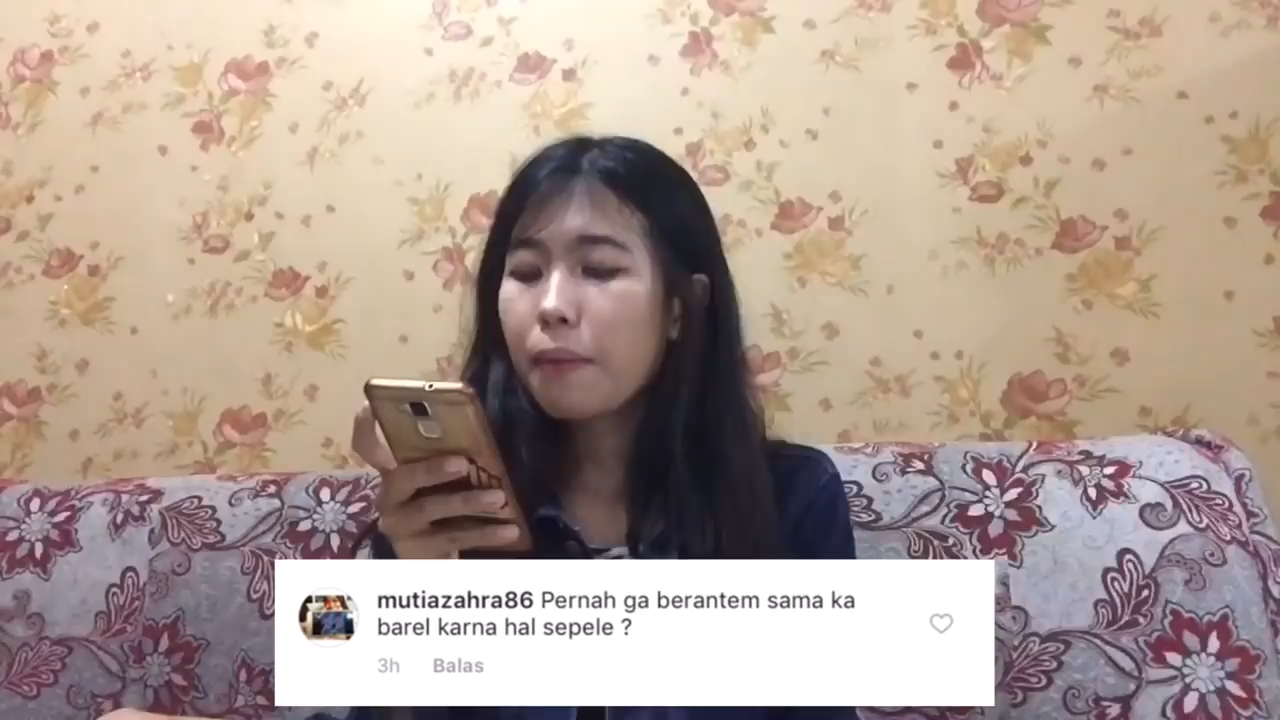 mutiazahra86 Pernah ga berantem sama ka
barel karna hal sepele ?
3h Balas